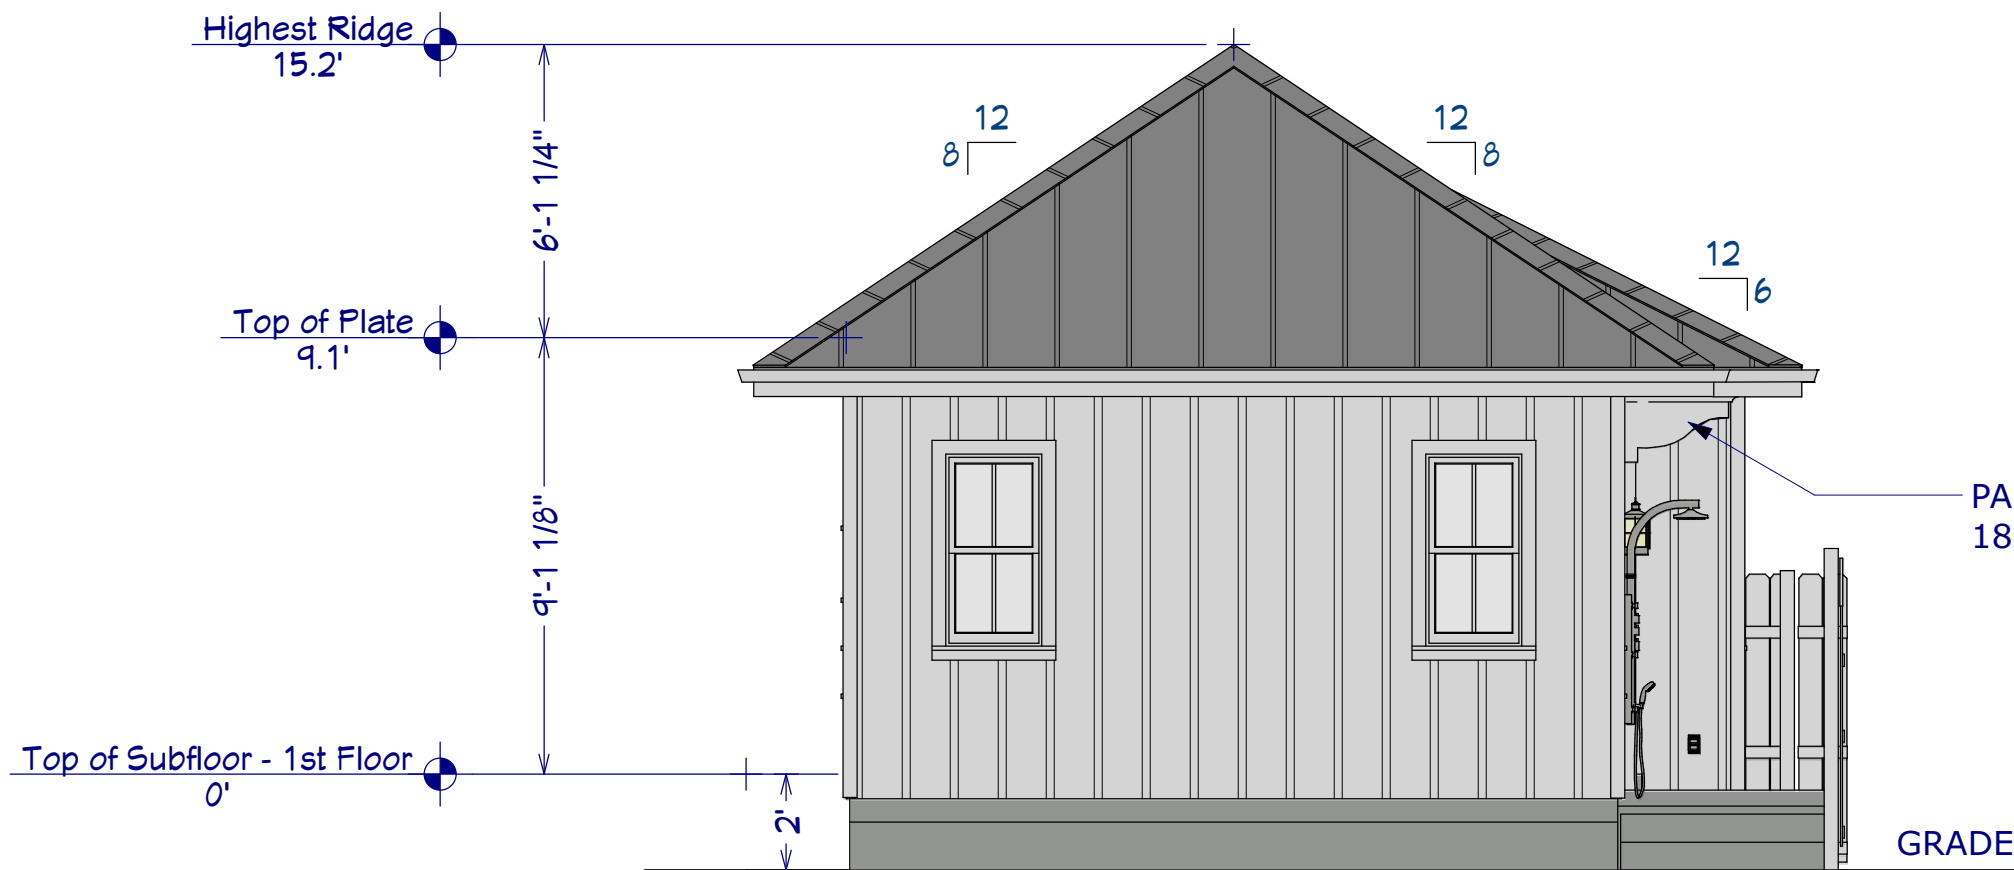 Highest Ridge
15.2'
12
8
12
8
6'-1 1/4"
12
6
Top of Plate
9.1'
PA
18
9'-1 1/8"
Top of Subfloor - 1st Floor
0'
2'
GRADE